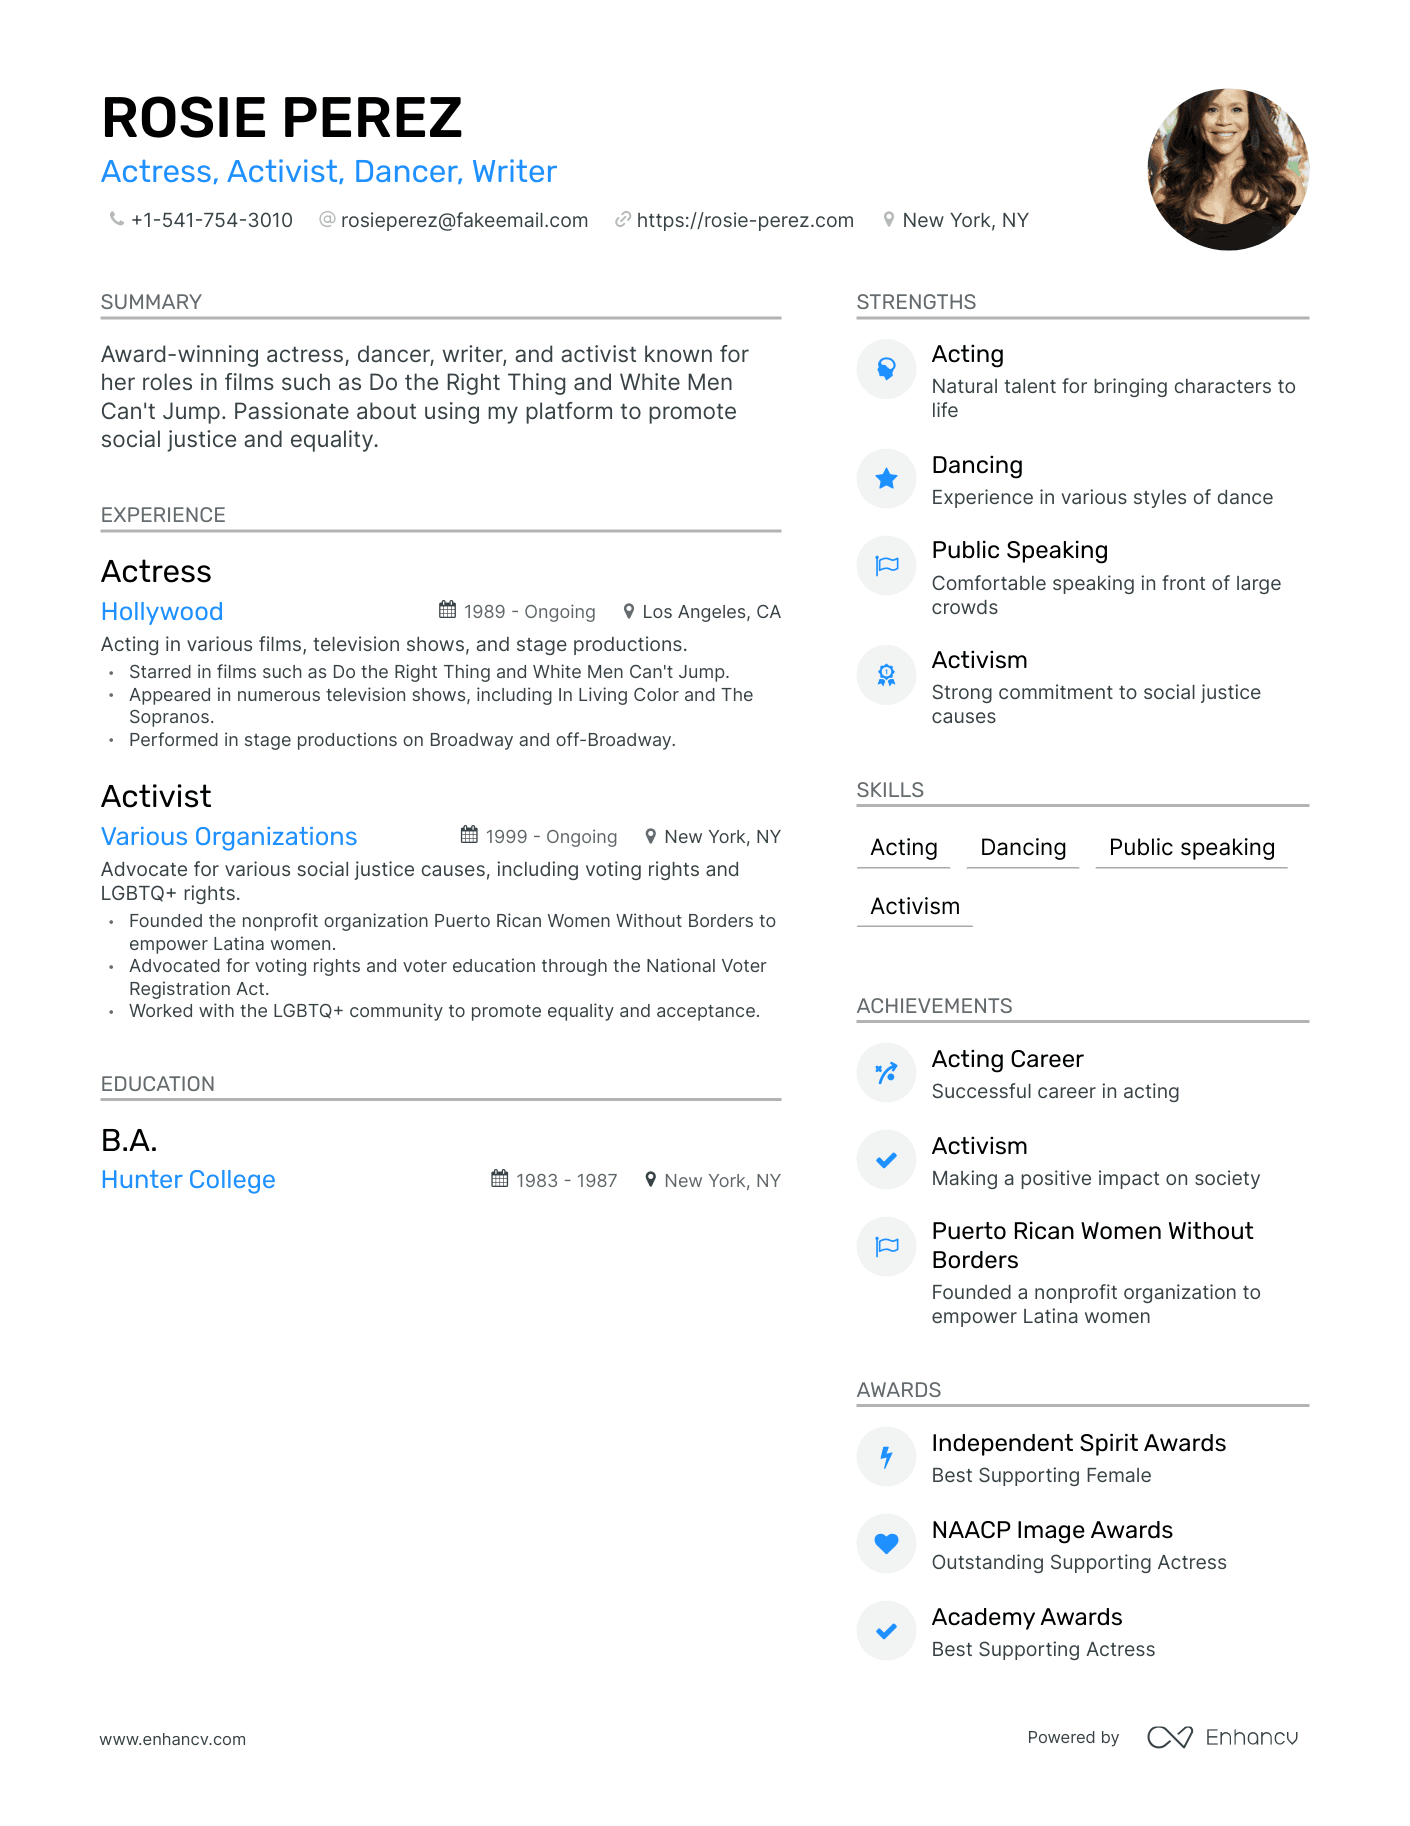 ROSIE PEREZ
Actress, Activist, Dancer, Writer
+1-541-754-3010 rosieperez@fakeemail.com https://rosie-perez.com New York, NY
SUMMARY
Award-winning actress, dancer, writer, and activist known for
her roles in films such as Do the Right Thing and White Men
Can't Jump. Passionate about using my platform to promote
social justice and equality.
EXPERIENCE
Actress
Hollywood 1989 - Ongoing Los Angeles, CA
Acting in various films, television shows, and stage productions.
• Starred in films such as Do the Right Thing and White Men Can't Jump.
• Appeared in numerous television shows, including In Living Color and The
Sopranos.
• Performed in stage productions on Broadway and off-Broadway.
Activist
Various Organizations 1999 - Ongoing New York, NY
Advocate for various social justice causes, including voting rights and
LGBTQ+ rights.
• Founded the nonprofit organization Puerto Rican Women Without Borders to
empower Latina women.
• Advocated for voting rights and voter education through the National Voter
Registration Act.
• Worked with the LGBTQ+ community to promote equality and acceptance.
EDUCATION
B.A.
Hunter College 1983 - 1987 New York, NY
STRENGTHS
Acting
Natural talent for bringing characters to
life
Dancing
Experience in various styles of dance
Public Speaking
Comfortable speaking in front of large
crowds
Activism
Strong commitment to social justice
causes
SKILLS
Acting Dancing Public speaking
Activism
ACHIEVEMENTS
Acting Career
Successful career in acting
Activism
Making a positive impact on society
Puerto Rican Women Without
Borders
Founded a nonprofit organization to
empower Latina women
AWARDS
Independent Spirit Awards
Best Supporting Female
NAACP Image Awards
Outstanding Supporting Actress
Academy Awards
Best Supporting Actress
www.enhancv.com
Powered by Enhancv